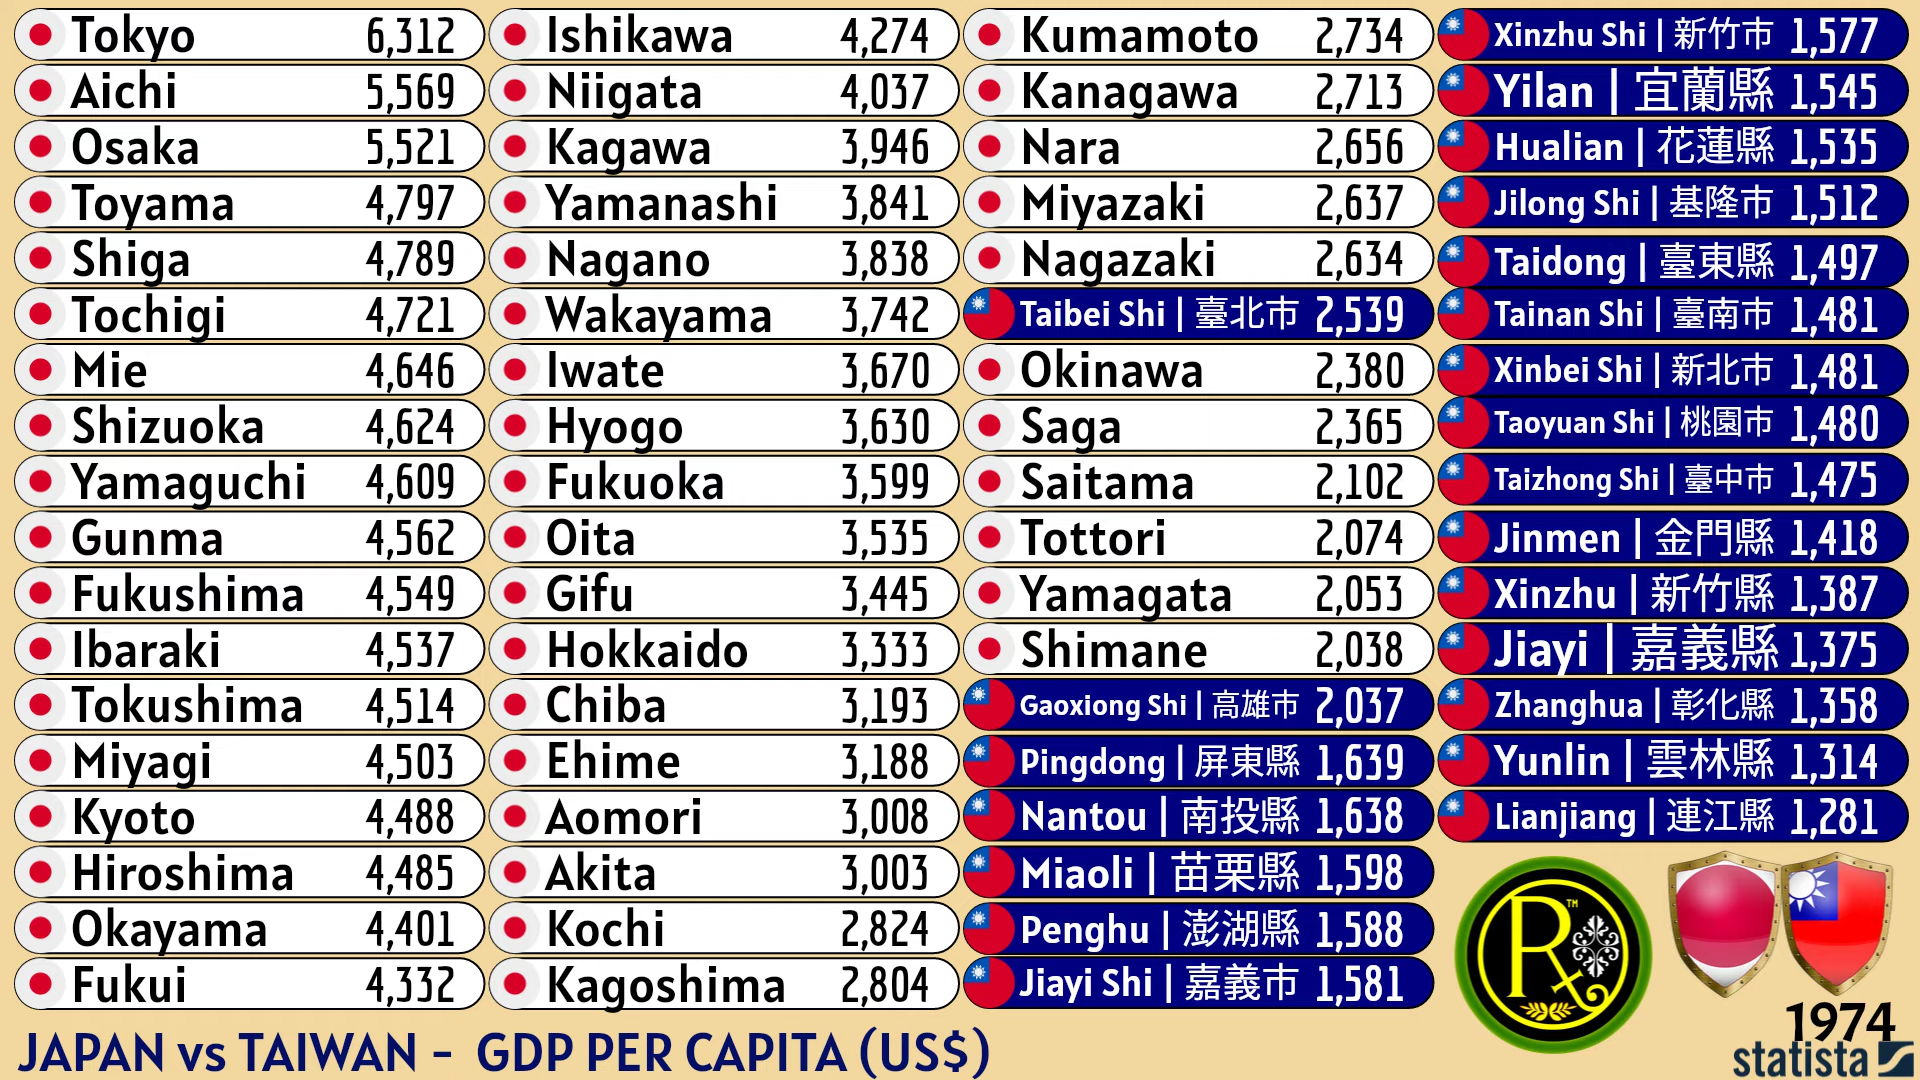 Tokyo 6,312
Aichi 5,569
Osaka 5,521
Toyama 4,797
Shiga 4,789
Tochigi 4,721
Mie 4,646
Shizuoka 4,624
Yamaguchi 4,609
Gunma 4,562
Fukushima 4,549
Ibaraki 4,537
Tokushima 4,514
Miyagi 4,503
Kyoto 4,488
Hiroshima 4,485
Okayama 4,401
Fukui 4,332
Ishikawa 4,274
Niigata 4,037
Kagawa 3,946
Yamanashi 3,841
Nagano 3,838
Wakayama 3,742
Iwate 3,670
Hyogo 3,630
Fukuoka 3,599
Oita 3,535
Gifu 3,445
Hokkaido 3,333
Chiba 3,193
Ehime 3,188
Aomori 3,008
Akita 3,003
Kochi 2,824
Kagoshima 2,804
Kumamoto 2,734
Kanagawa 2,713
Nara 2,656
Miyazaki 2,637
Nagazaki 2,634
Taibei Shi | 臺北市 2,539
Okinawa 2,380
Saga 2,365
Saitama 2,102
Tottori 2,074
Yamagata 2,053
Shimane 2,038
Gaoxiong Shi | 高雄市 2,037
Pingdong | 屏東縣 1,639
Nantou | 南投縣 1,638
Miaoli | 苗栗縣 1,598
Penghu | 澎湖縣 1,588
Jiayi Shi | 嘉義市 1,581
Xinzhu Shi | 新竹市 1,577
Yilan | 宜蘭縣 1,545
Hualian | 花蓮縣 1,535
Jilong Shi | 基隆市 1,512
Taidong | 臺東縣 1,497
Tainan Shi | 臺南市 1,481
Xinbei Shi | 新北市 1,481
Taoyuan Shi | 桃園市 1,480
Taizhong Shi | 臺中市 1,475
Jinmen | 金門縣 1,418
Xinzhu | 新竹縣 1,387
Jiayi | 嘉義縣 1,375
Zhanghua | 彰化縣 1,358
Yunlin | 雲林縣 1,314
Lianjiang | 連江縣 1,281
R™
1974
statista
JAPAN vs TAIWAN - GDP PER CAPITA (US$)